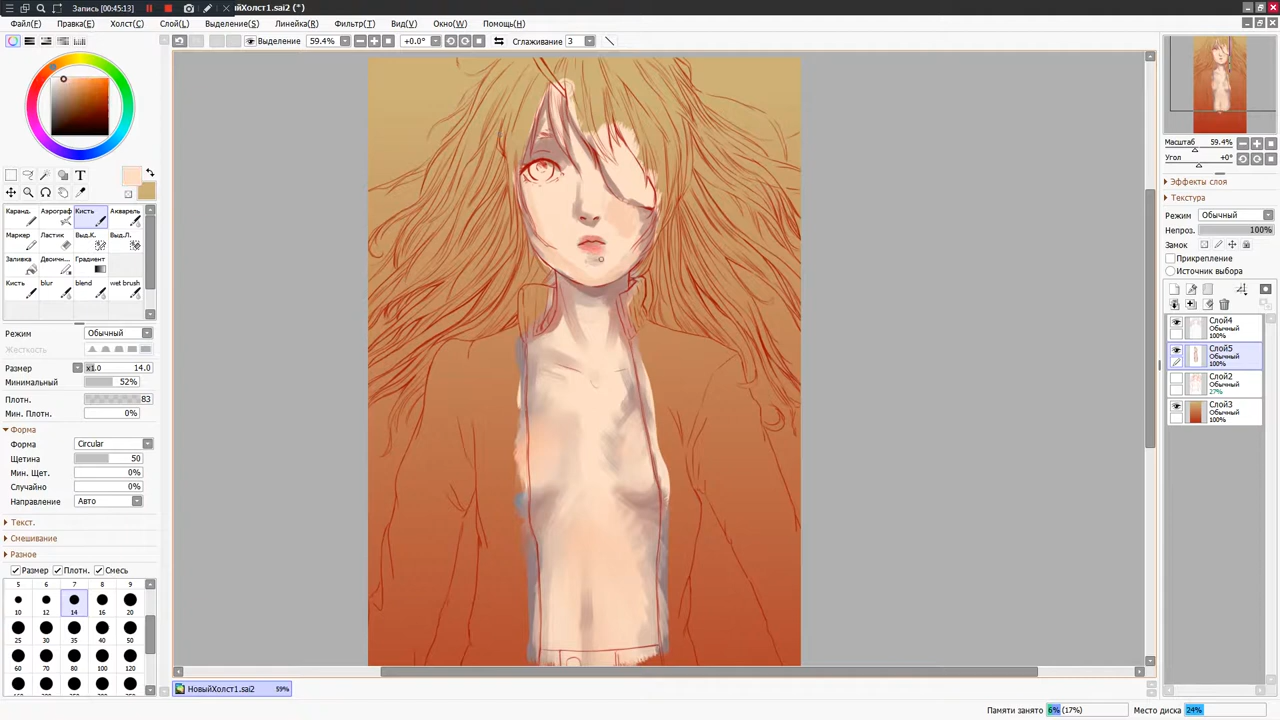 Запись [00:45:13]
йХолст1.sai2 (*)
Файл(F) Правка(E) Холст(C) Слой(L) Выделение(S) Линейка(R) Фильтр(T) Вид(V) Окно(W) Помощь(H)
Выделение 59.4% +0.0° Сглаживание 3
Масштаб 59.4%
Угол +0°
Эффекты слоя
Текстура
Режим Обычный
Непроз. 100%
Замок
Прикрепление
Источник выбора
Слой4
Обычный
100%
Слой5
Обычный
100%
Слой2
Обычный
27%
Слой3
Обычный
100%
T
Каранд. Аэрограф Кисть Акварель
Маркер Ластик Выд.К. Выд.Л.
Заливка Двоичн... Градиент
Кисть blur blend wet brush
Режим Обычный
Жесткость
Размер x1.0 14.0
Минимальный 52%
Плотн. 83
Мин. Плотн. 0%
Форма
Форма Circular
Щетина 50
Мин. Щет. 0%
Случайно 0%
Направление Авто
Текст.
Смешивание
Разное
Размер Плотн. Смесь
5 6 7 8 9
10 12 14 16 20
25 30 35 40 50
60 70 80 100 120
НовыйХолст1.sai2 59%
Памяти занято 6% (17%) Место диска 24%